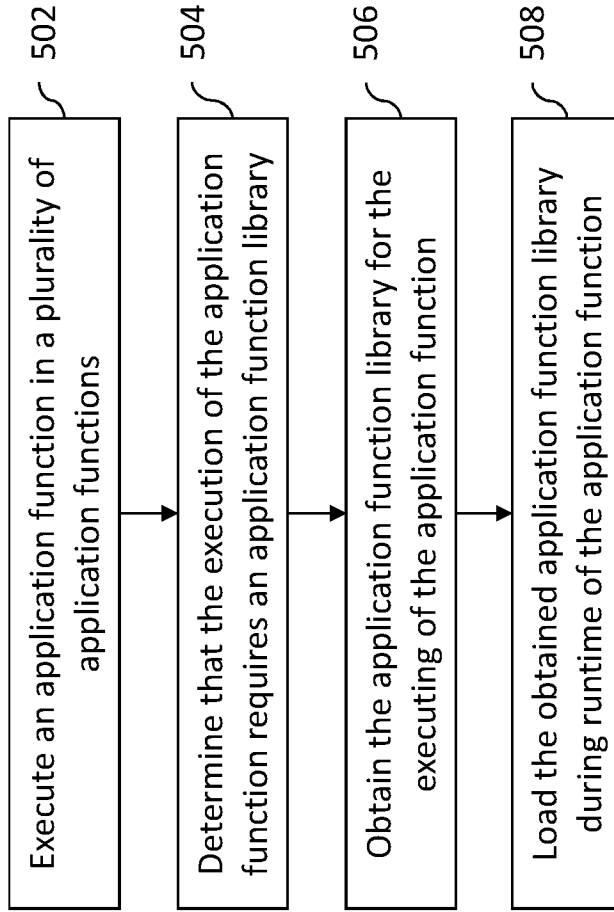 Execute an application function in a plurality of
application functions
502
Determine that the execution of the application
function requires an application function library
504
Obtain the application function library for the
executing of the application function
506
Load the obtained application function library
during runtime of the application function
508